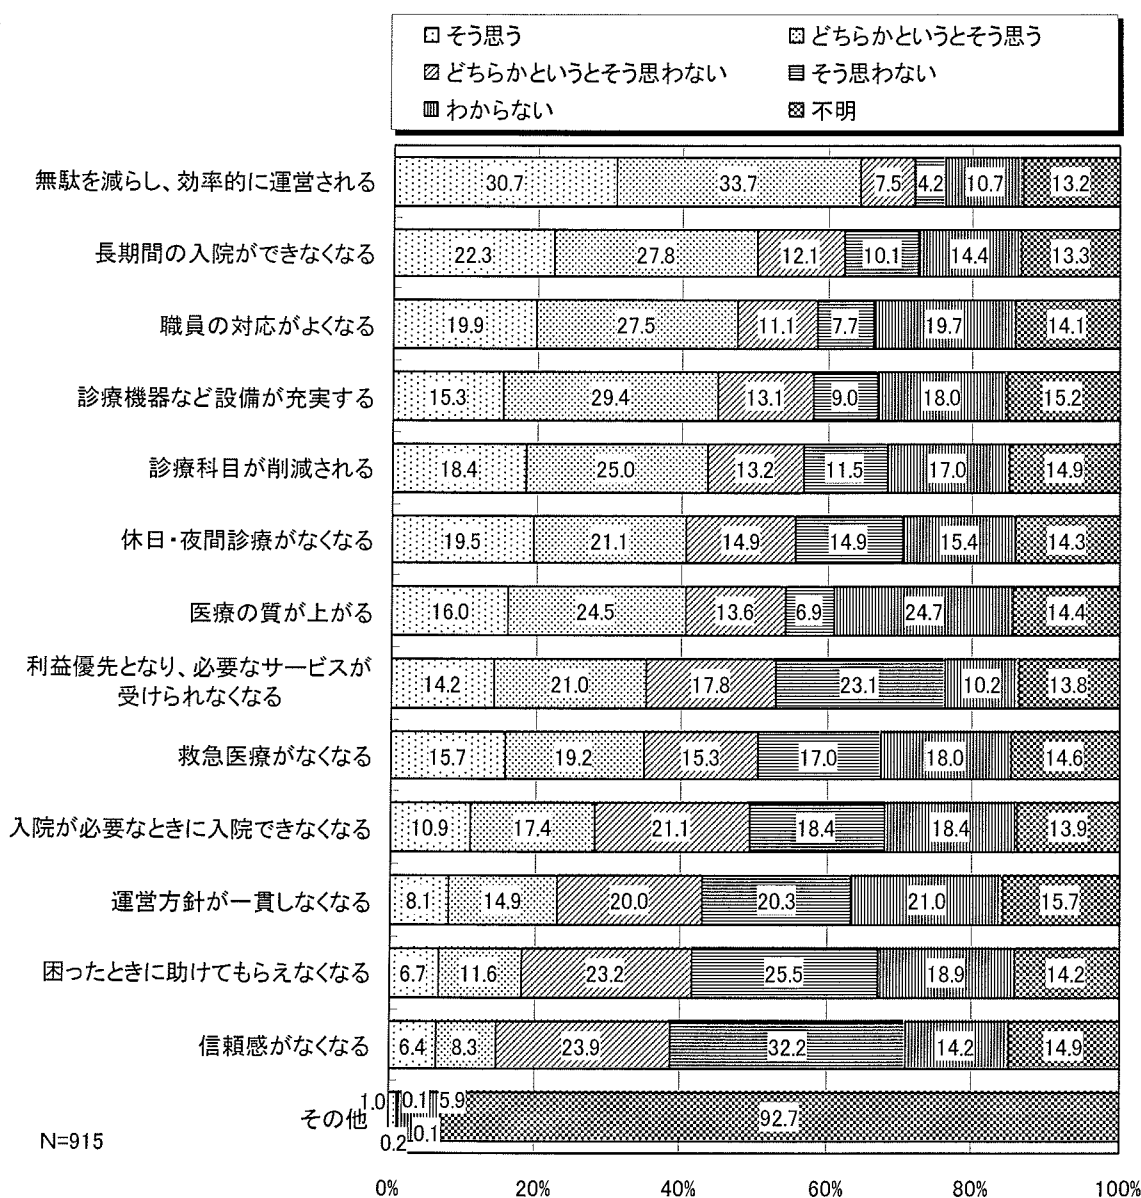 そう思う どちらかというとそう思う
どちらかというとそう思わない そう思わない
わからない 不明
無駄を減らし、効率的に運営される 30.7 33.7 7.5 4.2 10.7 13.2
長期間の入院ができなくなる 22.3 27.8 12.1 10.1 14.4 13.3
職員の対応がよくなる 19.9 27.5 11.1 7.7 19.7 14.1
診療機器など設備が充実する 15.3 29.4 13.1 9.0 18.0 15.2
診療科目が削減される 18.4 25.0 13.2 11.5 17.0 14.9
休日・夜間診療がなくなる 19.5 21.1 14.9 14.9 15.4 14.3
医療の質が上がる 16.0 24.5 13.6 6.9 24.7 14.4
利益優先となり、必要なサービスが
受けられなくなる 14.2 21.0 17.8 23.1 10.2 13.8
救急医療がなくなる 15.7 19.2 15.3 17.0 18.0 14.6
入院が必要なときに入院できなくなる 10.9 17.4 21.1 18.4 18.4 13.9
運営方針が一貫しなくなる 8.1 14.9 20.0 20.3 21.0 15.7
困ったときに助けてもらえなくなる 6.7 11.6 23.2 25.5 18.9 14.2
信頼感がなくなる 6.4 8.3 23.9 32.2 14.2 14.9
その他 1.0 0.2 0.1 0.1 5.9 92.7
N=915
0% 20% 40% 60% 80% 100%